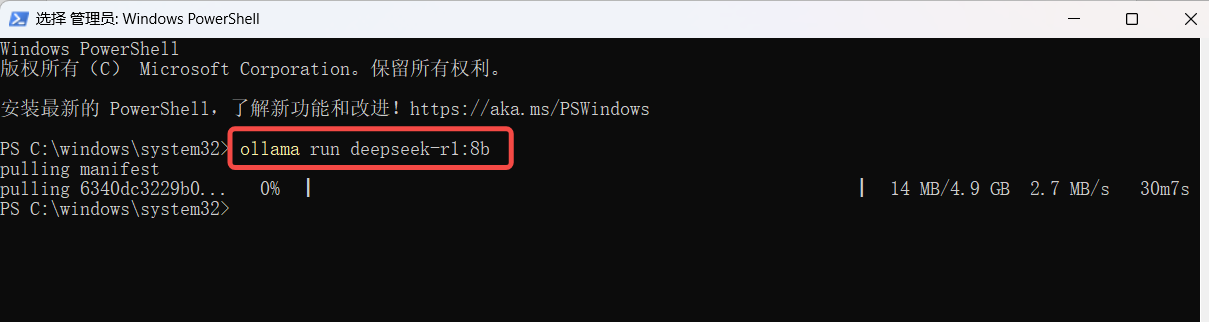 选择 管理员: Windows PowerShell
Windows PowerShell
版权所有（C） Microsoft Corporation。保留所有权利。
安装最新的 PowerShell，了解新功能和改进！https://aka.ms/PSWindows
PS C:\windows\system32> ollama run deepseek-r1:8b
pulling manifest
pulling 6340dc3229b0... 0% 14 MB/4.9 GB 2.7 MB/s 30m7s
PS C:\windows\system32>